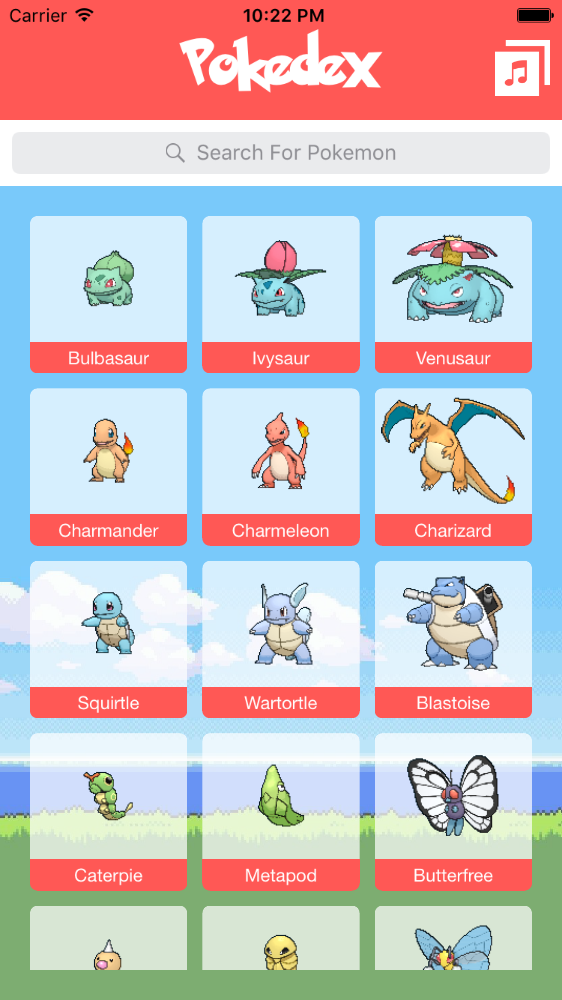 Carrier 10:22 PM
Pokedex
Search For Pokemon
Bulbasaur Ivysaur Venusaur
Charmander Charmeleon Charizard
Squirtle Wartortle Blastoise
Caterpie Metapod Butterfree